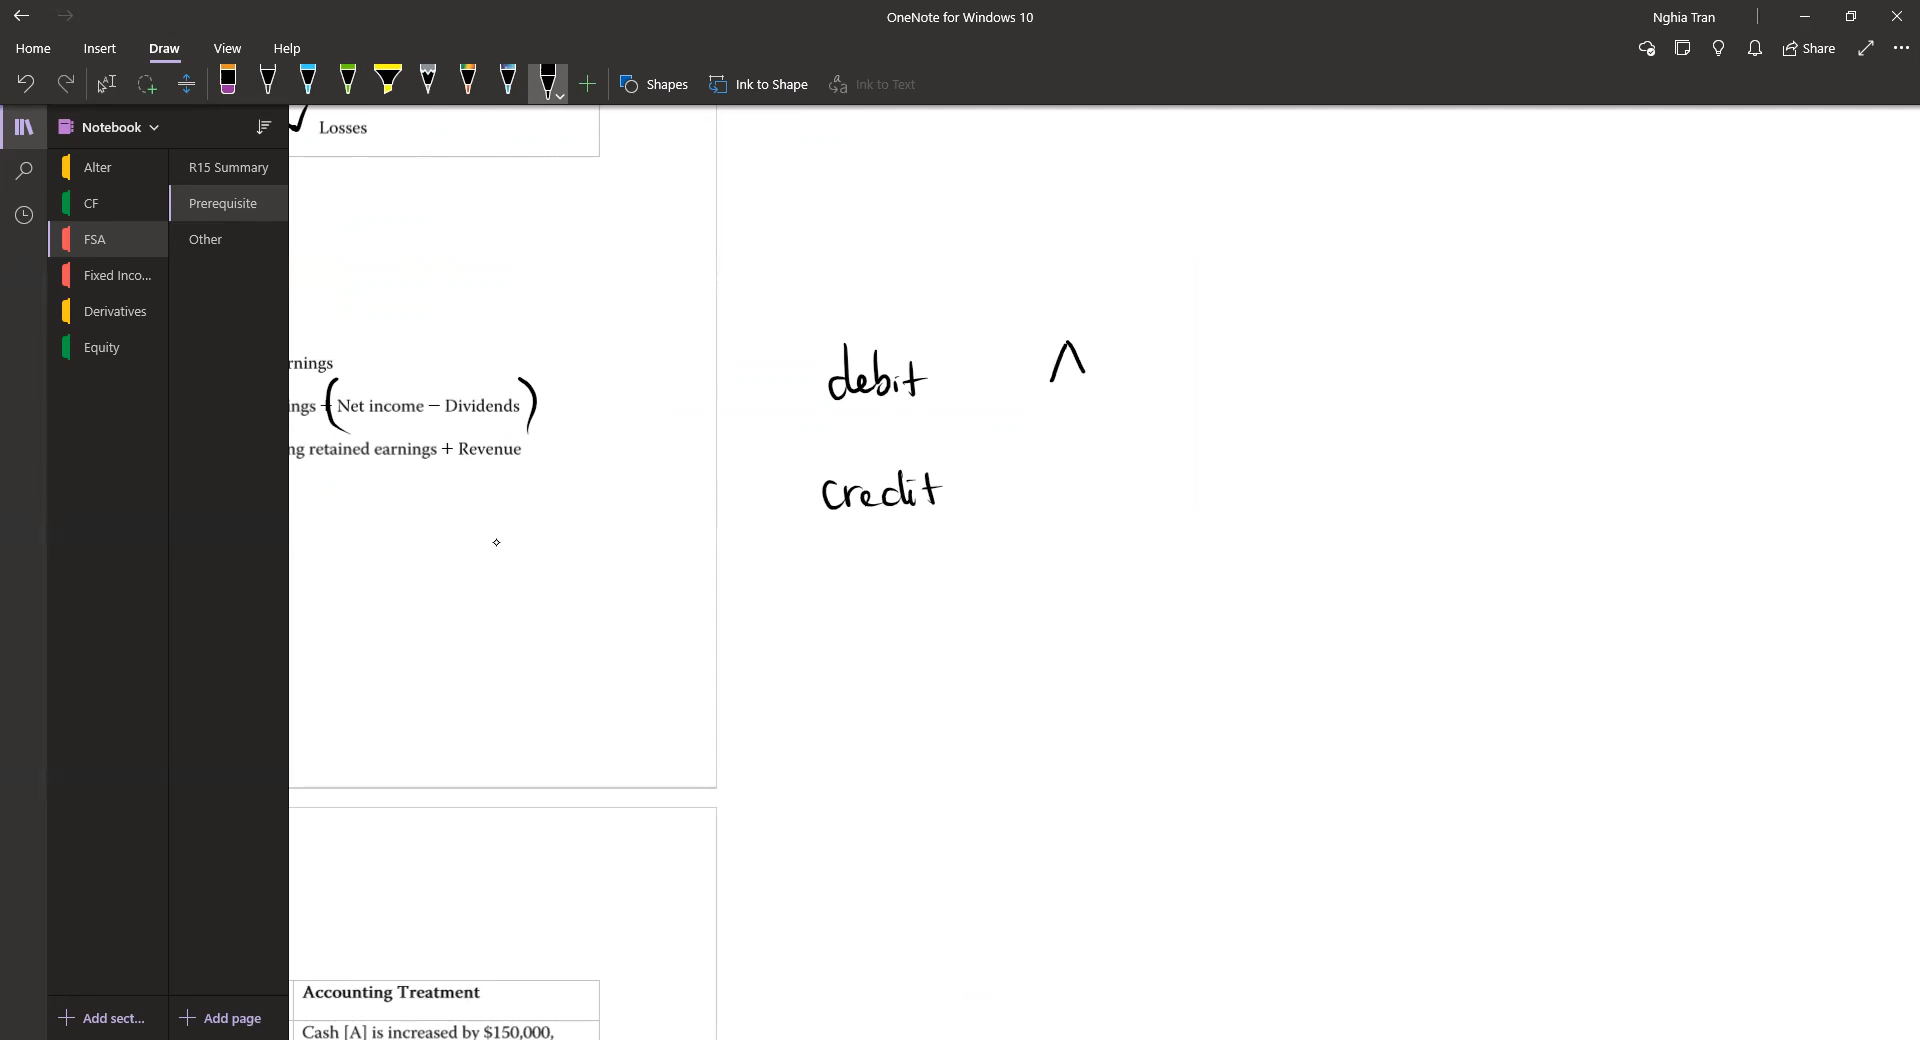 OneNote for Windows 10
Nghia Tran
Home Insert Draw View Help
Share
Shapes Ink to Shape Ink to Text
Notebook
Alter
CF
FSA
Fixed Inco...
Derivatives
Equity
R15 Summary
Prerequisite
Other
Add sect...
Add page
Losses
rnings
ings + (Net income − Dividends)
ng retained earnings + Revenue
debit
credit
Accounting Treatment
Cash [A] is increased by $150,000,